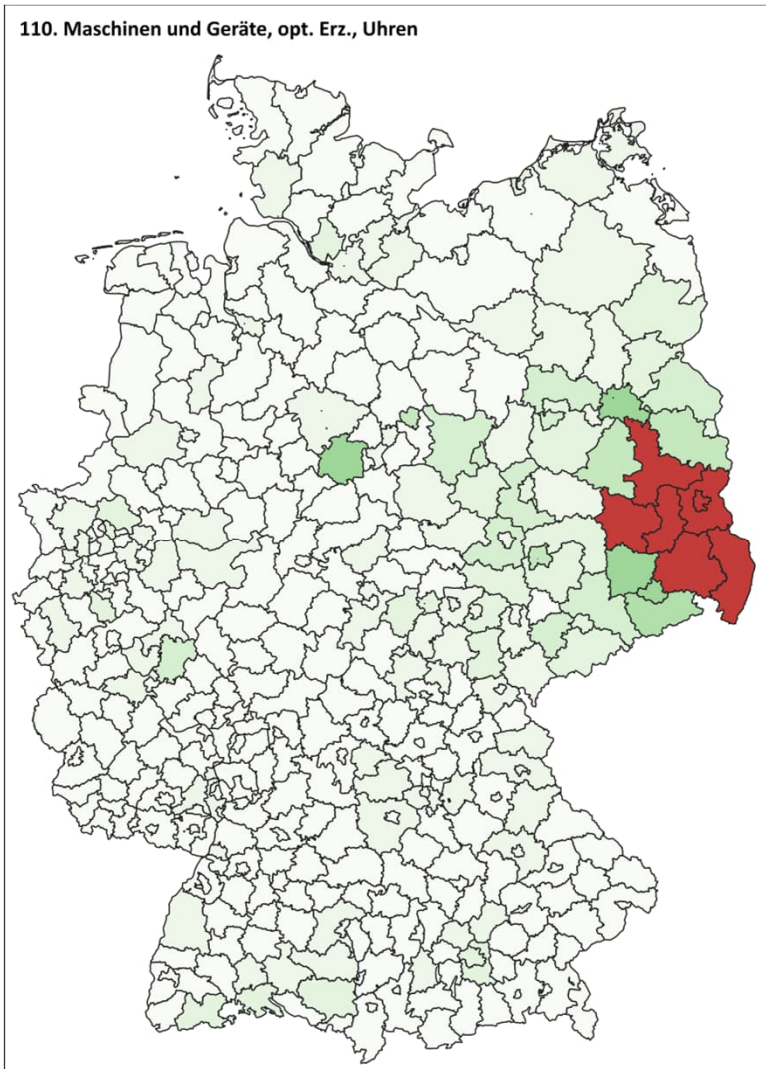 110. Maschinen und Geräte, opt. Erz., Uhren